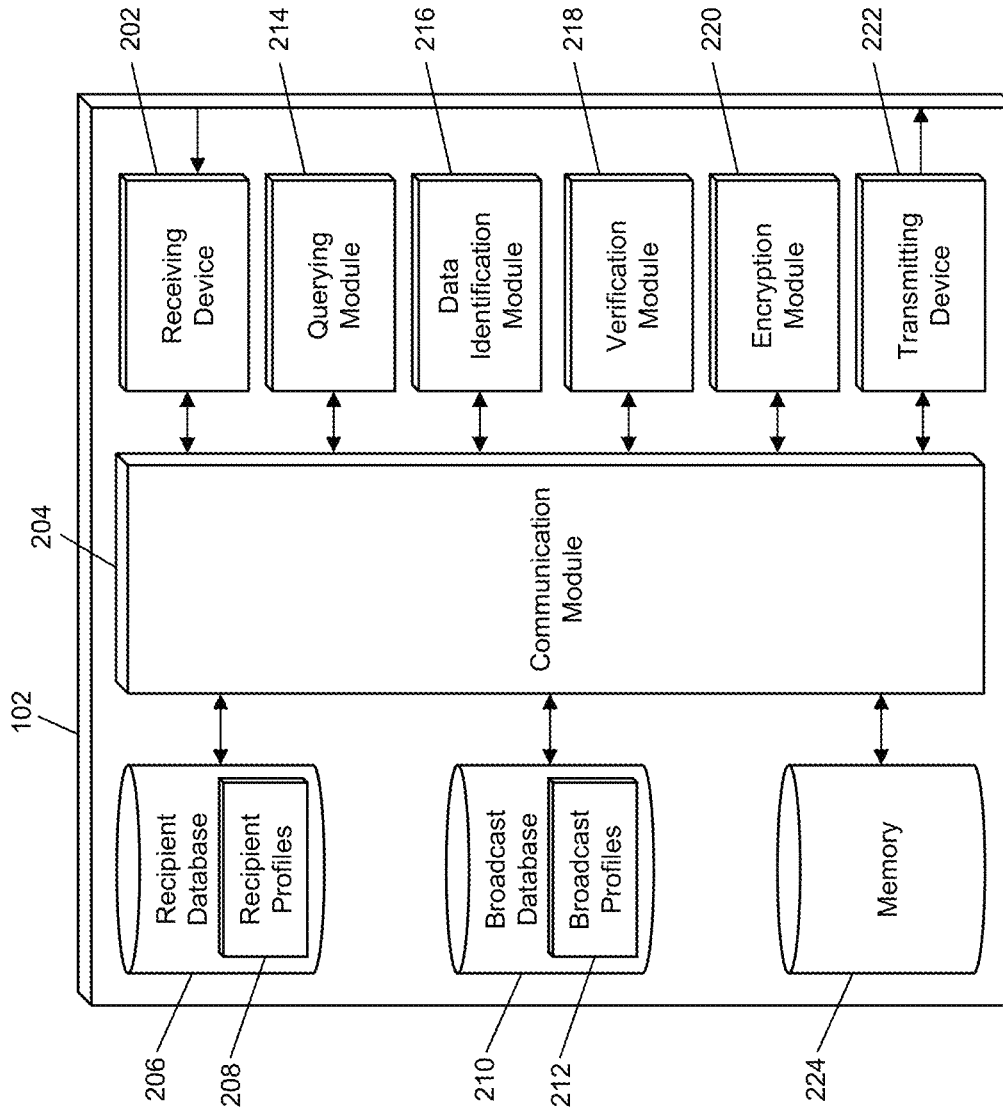 102
204
206
Recipient
Database
208
Recipient
Profiles
210
Broadcast
Database
212
Broadcast
Profiles
224
Memory
Communication
Module
Receiving
Device
202
Querying
Module
214
Data
Identification
Module
216
Verification
Module
218
Encryption
Module
220
Transmitting
Device
222